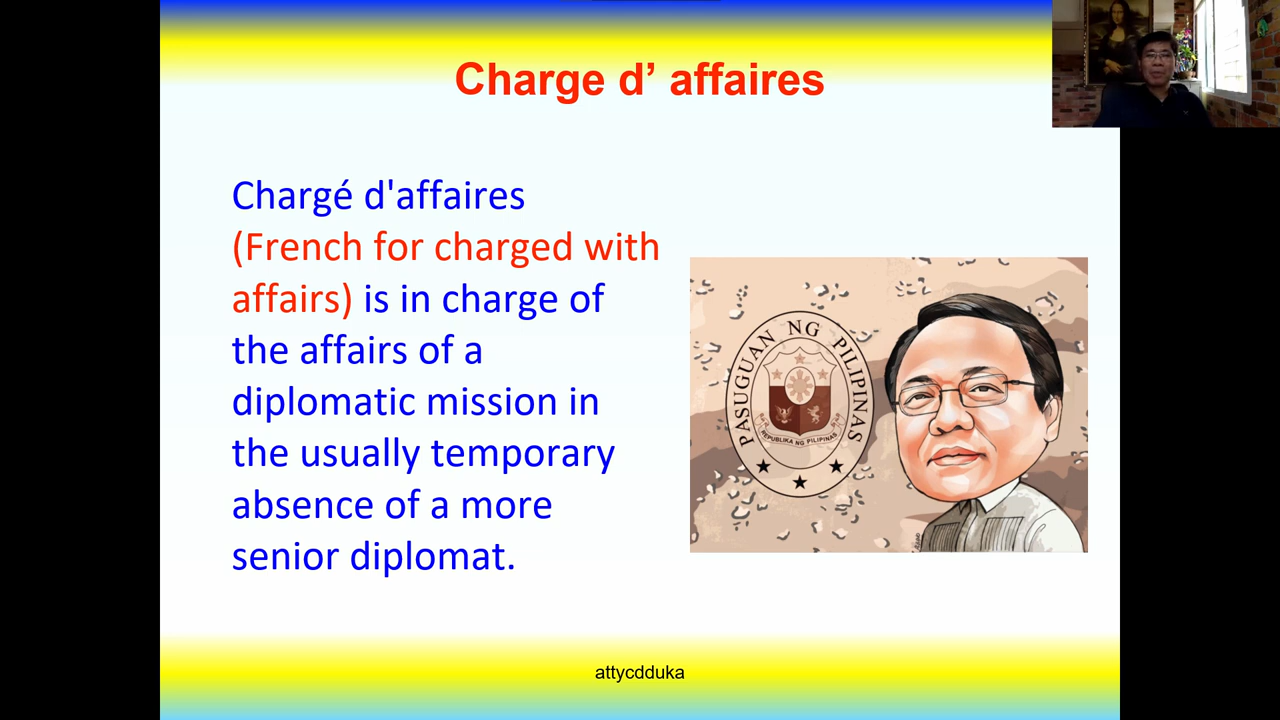 Charge d’ affaires
Chargé d'affaires
(French for charged with
affairs) is in charge of
the affairs of a
diplomatic mission in
the usually temporary
absence of a more
senior diplomat.
PASUGUAN NG PILIPINAS
REPUBLIKA NG PILIPINAS
attycdduka